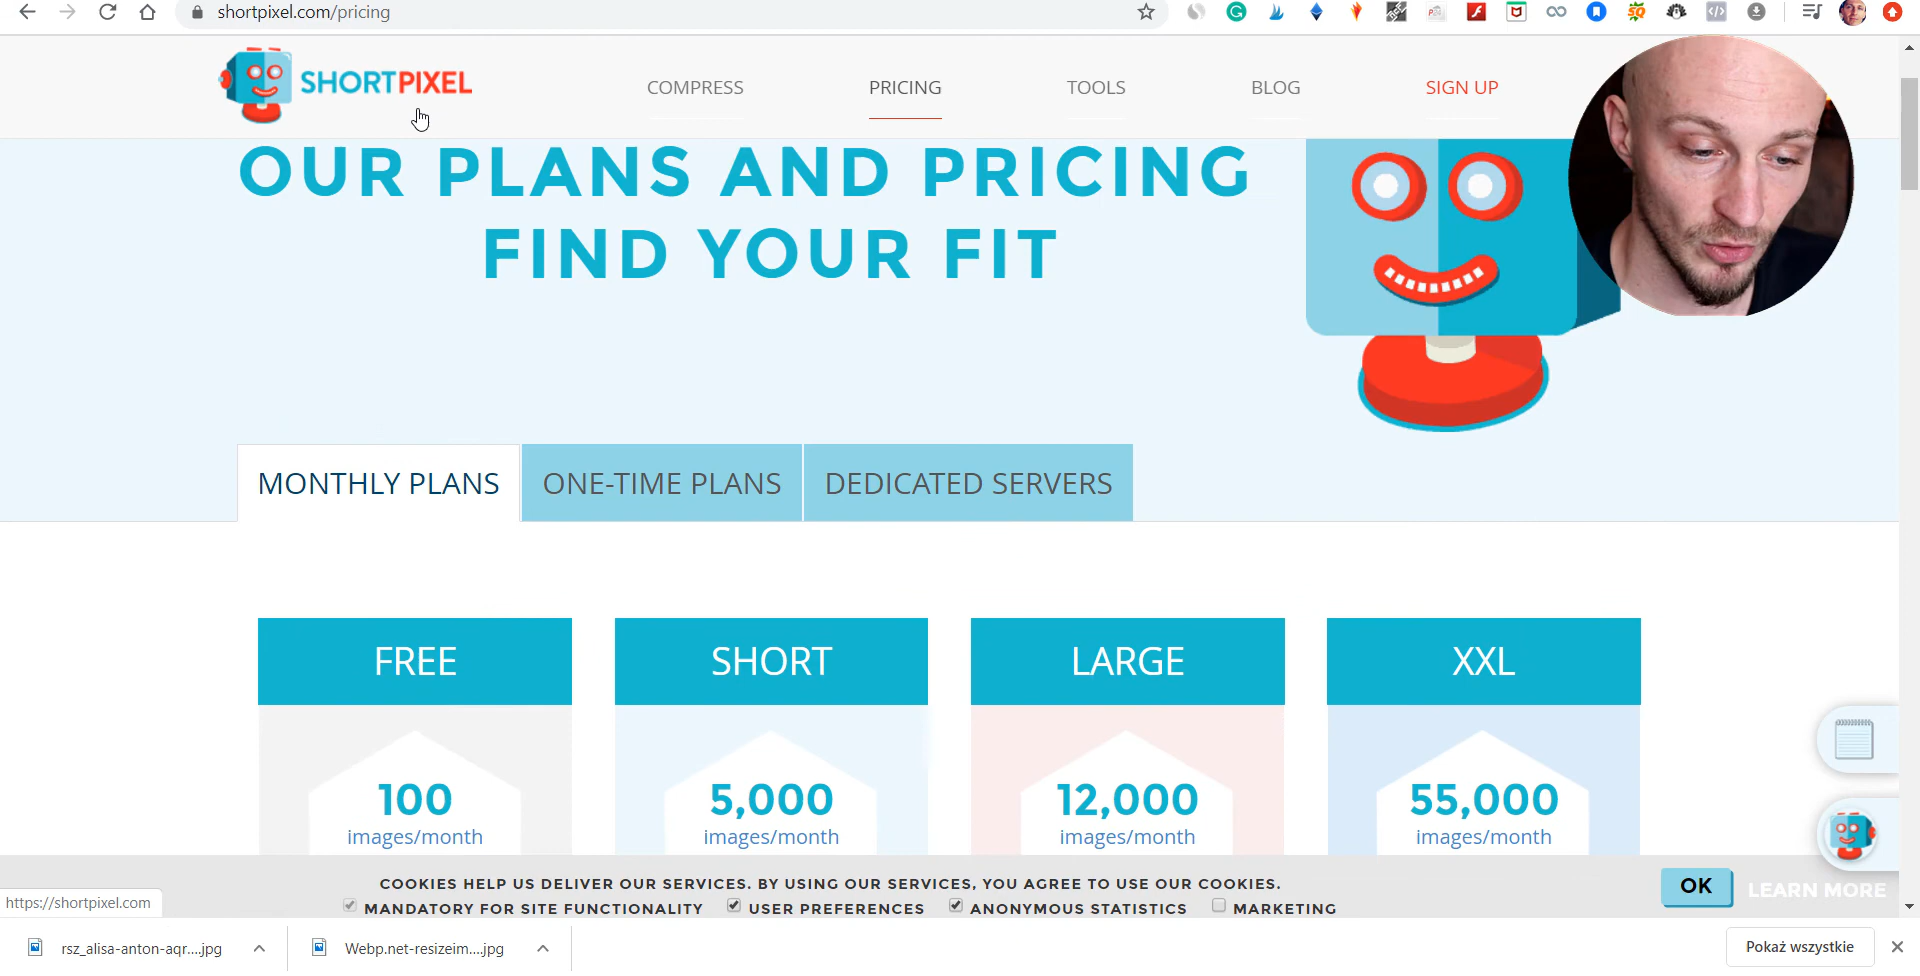 shortpixel.com/pricing
SHORTPIXEL
COMPRESS
PRICING
TOOLS
BLOG
SIGN UP
OUR PLANS AND PRICING
FIND YOUR FIT
MONTHLY PLANS
ONE-TIME PLANS
DEDICATED SERVERS
FREE
SHORT
LARGE
XXL
100
images/month
5,000
images/month
12,000
images/month
55,000
images/month
COOKIES HELP US DELIVER OUR SERVICES. BY USING OUR SERVICES, YOU AGREE TO USE OUR COOKIES.
MANDATORY FOR SITE FUNCTIONALITY
USER PREFERENCES
ANONYMOUS STATISTICS
MARKETING
OK
LEARN MORE
https://shortpixel.com
rsz_alisa-anton-aqr....jpg
Webp.net-resizeim....jpg
Pokaż wszystkie